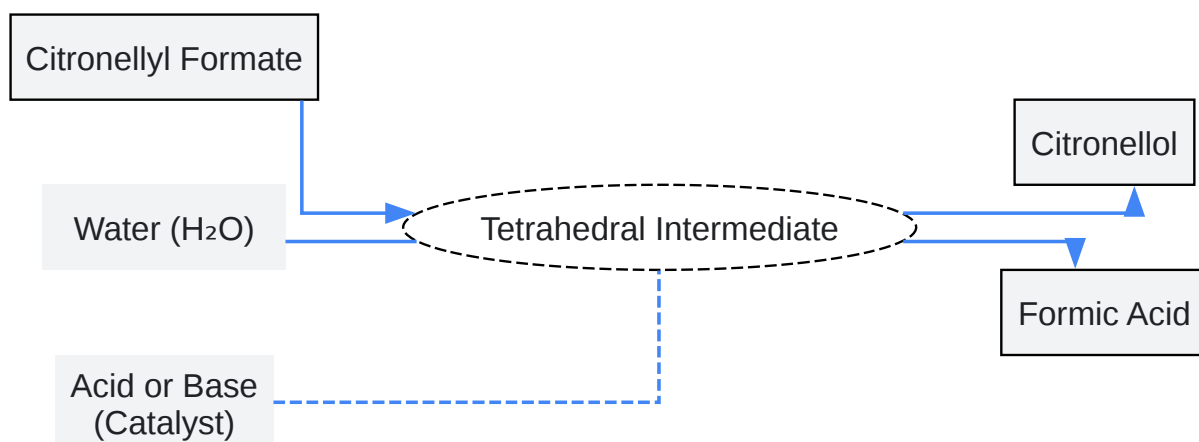 Citronellyl Formate
Citronellol
Water (H₂O)
Tetrahedral Intermediate
Formic Acid
Acid or Base
(Catalyst)